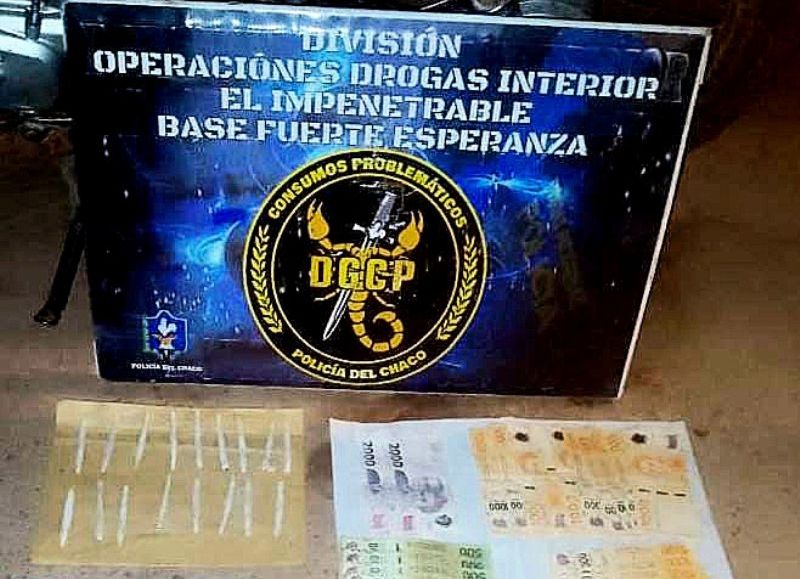 DIVISIÓN
OPERACIÓNES DROGAS INTERIOR
EL IMPENETRABLE
BASE FUERTE ESPERANZA
CONSUMOS PROBLEMÁTICOS
DGCP
POLICÍA DEL CHACO
POLICÍA DEL CHACO
2000 2000
1000
500